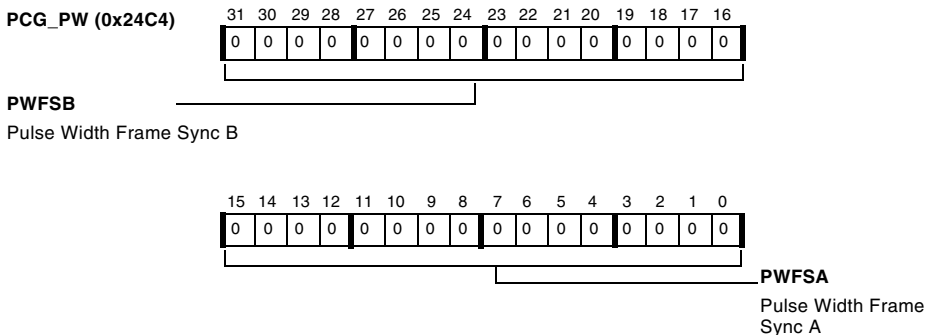 PCG_PW (0x24C4)
31 30 29 28 27 26 25 24 23 22 21 20 19 18 17 16
0 0 0 0 0 0 0 0 0 0 0 0 0 0 0 0
PWFSB
Pulse Width Frame Sync B
15 14 13 12 11 10 9 8 7 6 5 4 3 2 1 0
0 0 0 0 0 0 0 0 0 0 0 0 0 0 0 0
PWFSA
Pulse Width Frame
Sync A